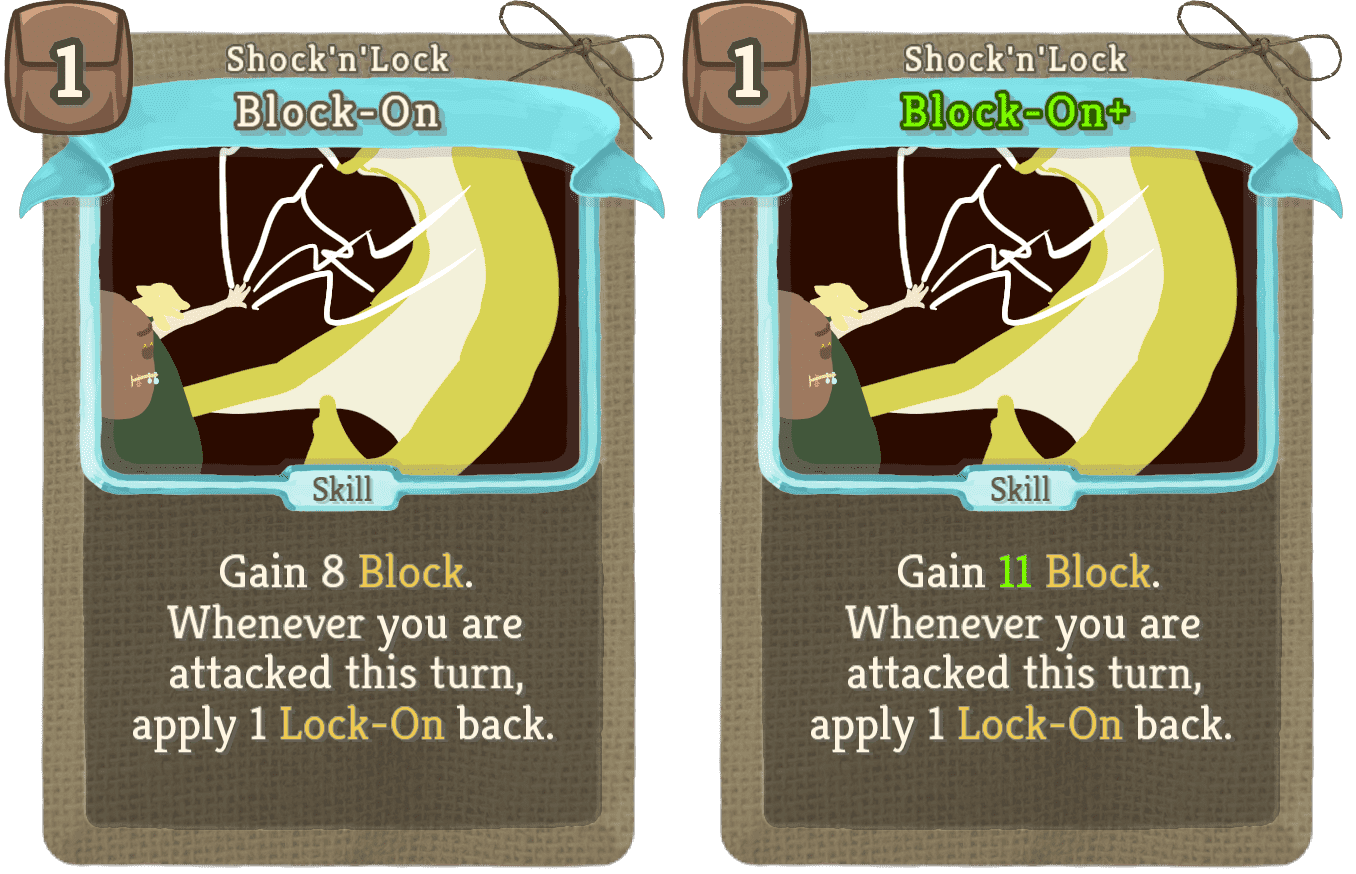 1
Shock'n'Lock
Block-On
Skill
Gain 8 Block.
Whenever you are
attacked this turn,
apply 1 Lock-On back.
1
Shock'n'Lock
Block-On+
Skill
Gain 11 Block.
Whenever you are
attacked this turn,
apply 1 Lock-On back.